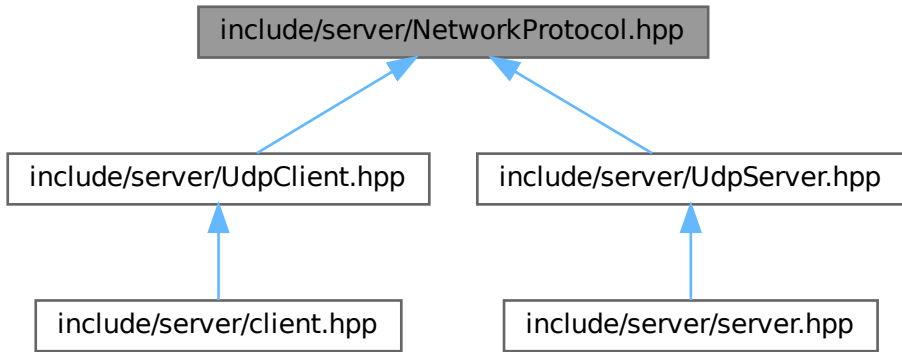 include/server/NetworkProtocol.hpp
include/server/UdpClient.hpp
include/server/UdpServer.hpp
include/server/client.hpp
include/server/server.hpp